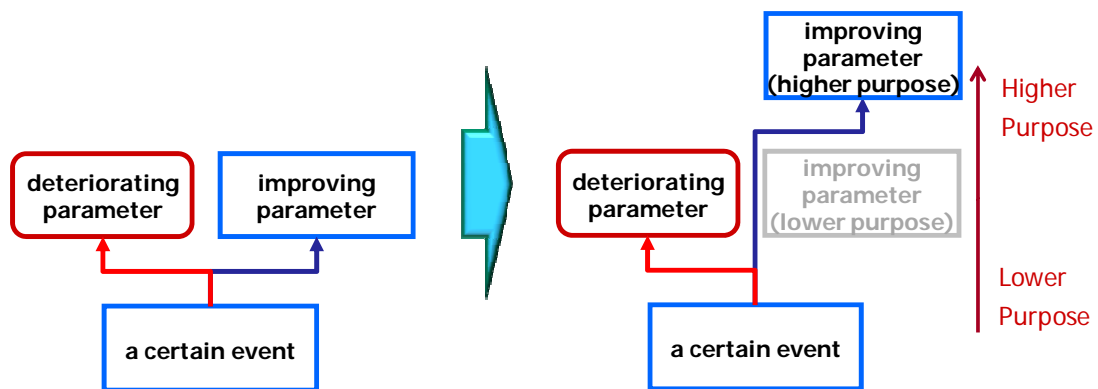 deteriorating
parameter
improving
parameter
a certain event
improving
parameter
(higher purpose)
deteriorating
parameter
improving
parameter
(lower purpose)
a certain event
Higher
Purpose
Lower
Purpose